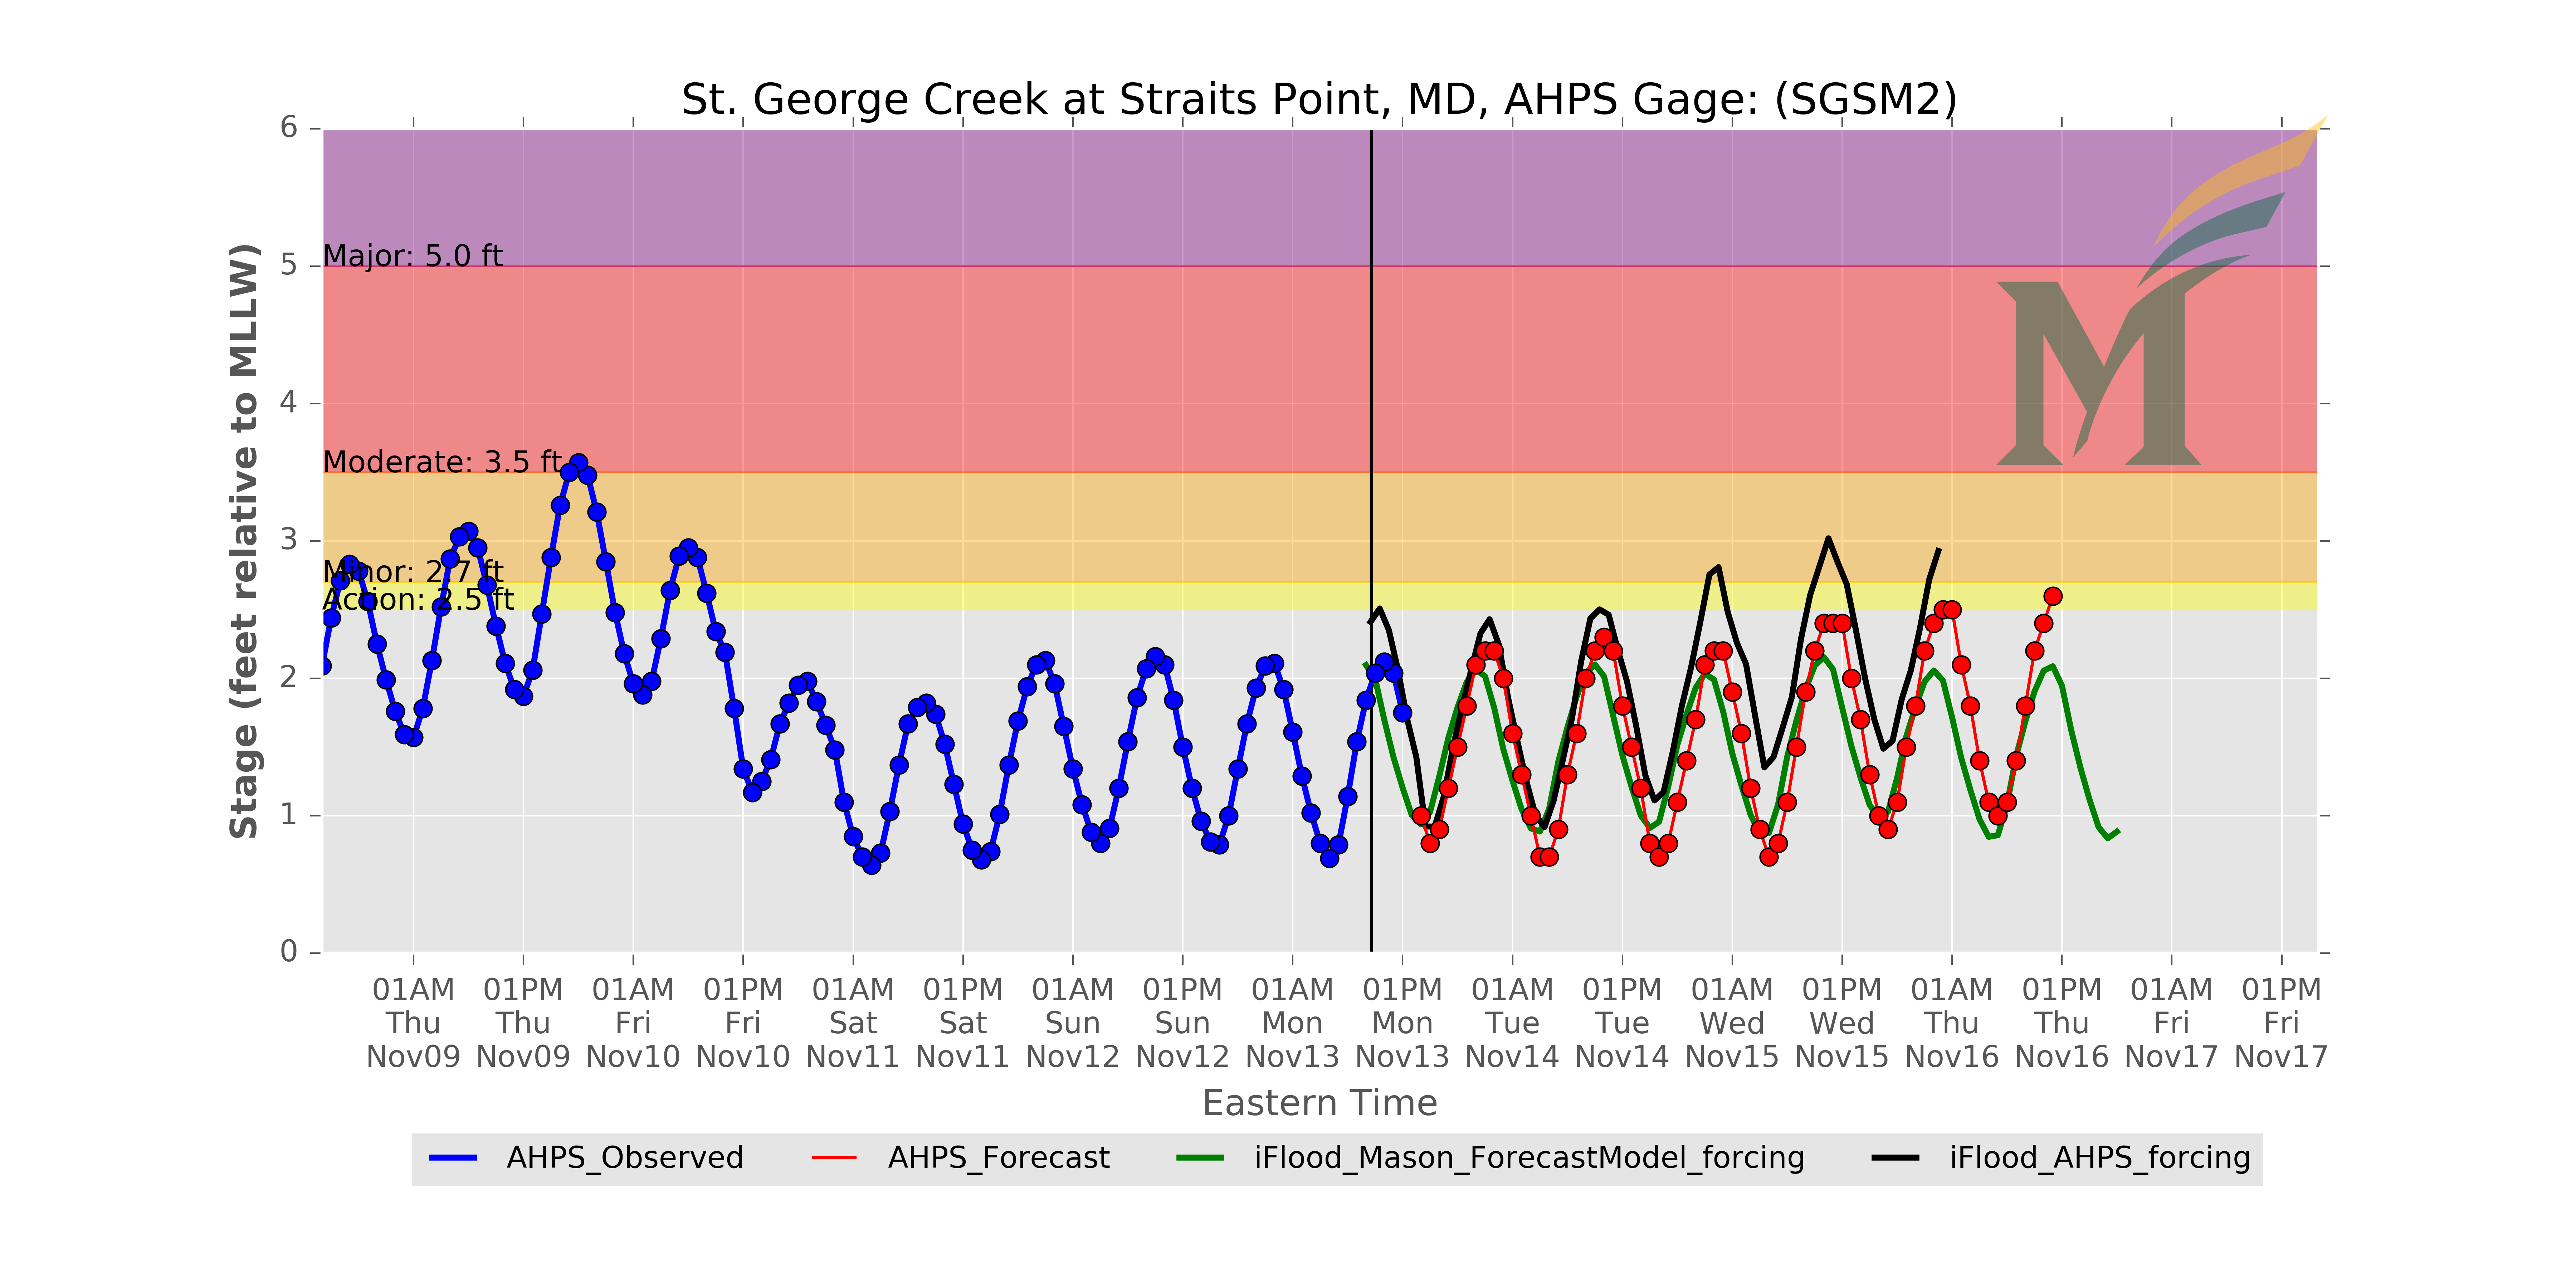 St. George Creek at Straits Point, MD, AHPS Gage: (SGSM2)
Stage (feet relative to MLLW)
6
5
4
3
2
1
0
Major: 5.0 ft
Moderate: 3.5 ft
Minor: 2.7 ft
Action: 2.5 ft
01AM 01PM 01AM 01PM 01AM 01PM 01AM 01PM 01AM 01PM 01AM 01PM 01AM 01PM 01AM 01PM 01AM 01PM
Thu Thu Fri Fri Sat Sat Sun Sun Mon Mon Tue Tue Wed Wed Thu Thu Fri Fri
Nov09 Nov09 Nov10 Nov10 Nov11 Nov11 Nov12 Nov12 Nov13 Nov13 Nov14 Nov14 Nov15 Nov15 Nov16 Nov16 Nov17 Nov17
Eastern Time
AHPS_Observed AHPS_Forecast iFlood_Mason_ForecastModel_forcing iFlood_AHPS_forcing
M